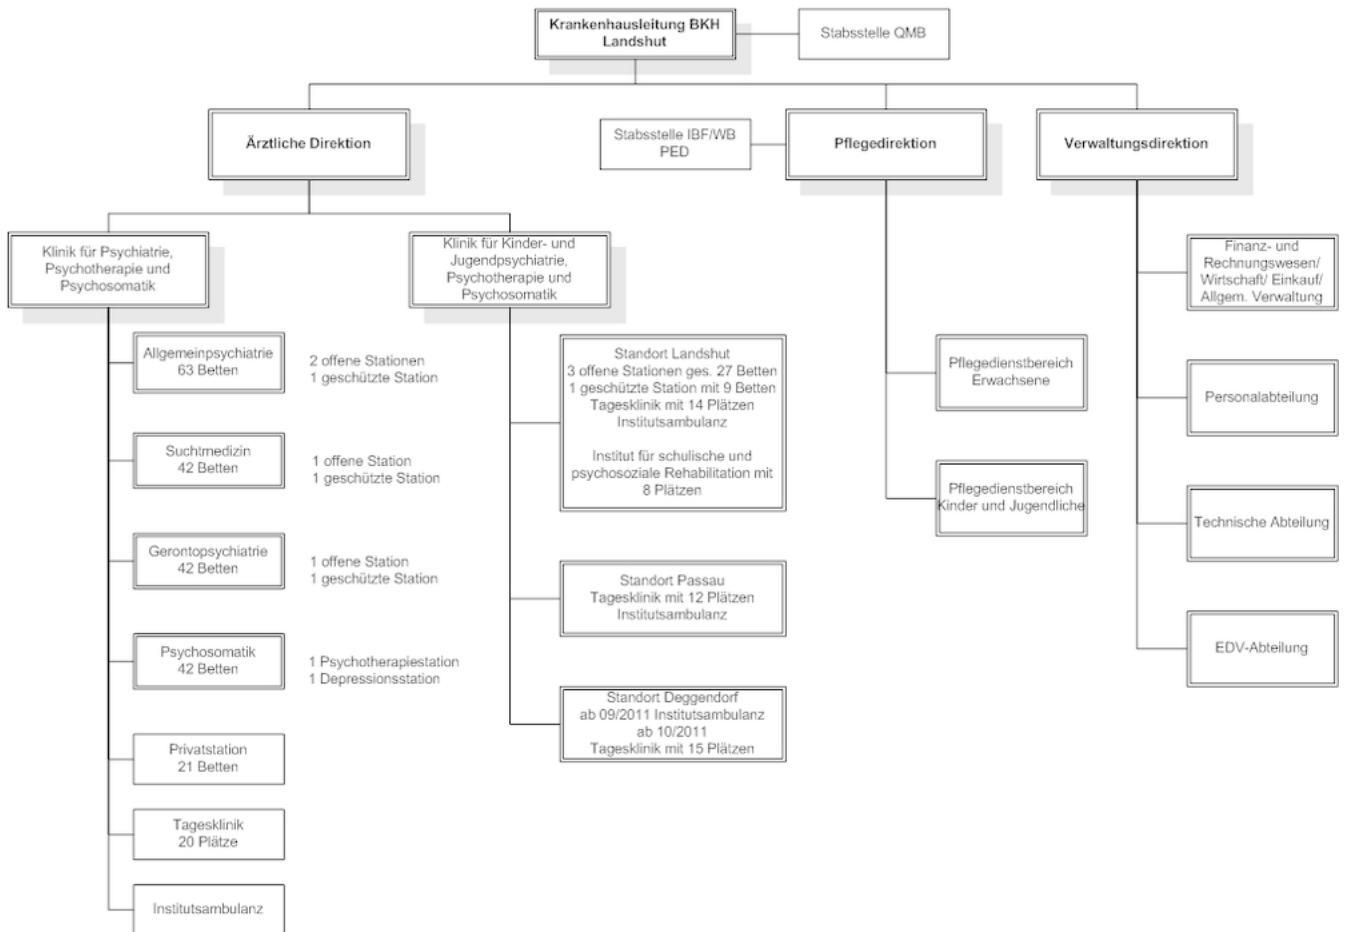 Krankenhausleitung BKH
Landshut
Stabsstelle QMB
Ärztliche Direktion
Stabsstelle IBF/WB
PED
Pflegedirektion
Verwaltungsdirektion
Klinik für Psychiatrie,
Psychotherapie und
Psychosomatik
Klinik für Kinder- und
Jugendpsychiatrie,
Psychotherapie und
Psychosomatik
Allgemeinpsychiatrie
63 Betten
2 offene Stationen
1 geschützte Station
Suchtmedizin
42 Betten
1 offene Station
1 geschützte Station
Gerontopsychiatrie
42 Betten
1 offene Station
1 geschützte Station
Psychosomatik
42 Betten
1 Psychotherapiestation
1 Depressionsstation
Privatstation
21 Betten
Tagesklinik
20 Plätze
Institutsambulanz
Standort Landshut
3 offene Stationen ges. 27 Betten
1 geschützte Station mit 9 Betten
Tagesklinik mit 14 Plätzen
Institutsambulanz
Institut für schulische und
psychosoziale Rehabilitation mit
8 Plätzen
Standort Passau
Tagesklinik mit 12 Plätzen
Institutsambulanz
Standort Deggendorf
ab 09/2011 Institutsambulanz
ab 10/2011
Tagesklinik mit 15 Plätzen
Pflegedienstbereich
Erwachsene
Pflegedienstbereich
Kinder und Jugendliche
Finanz- und
Rechnungswesen/
Wirtschaft/ Einkauf/
Allgem. Verwaltung
Personalabteilung
Technische Abteilung
EDV-Abteilung